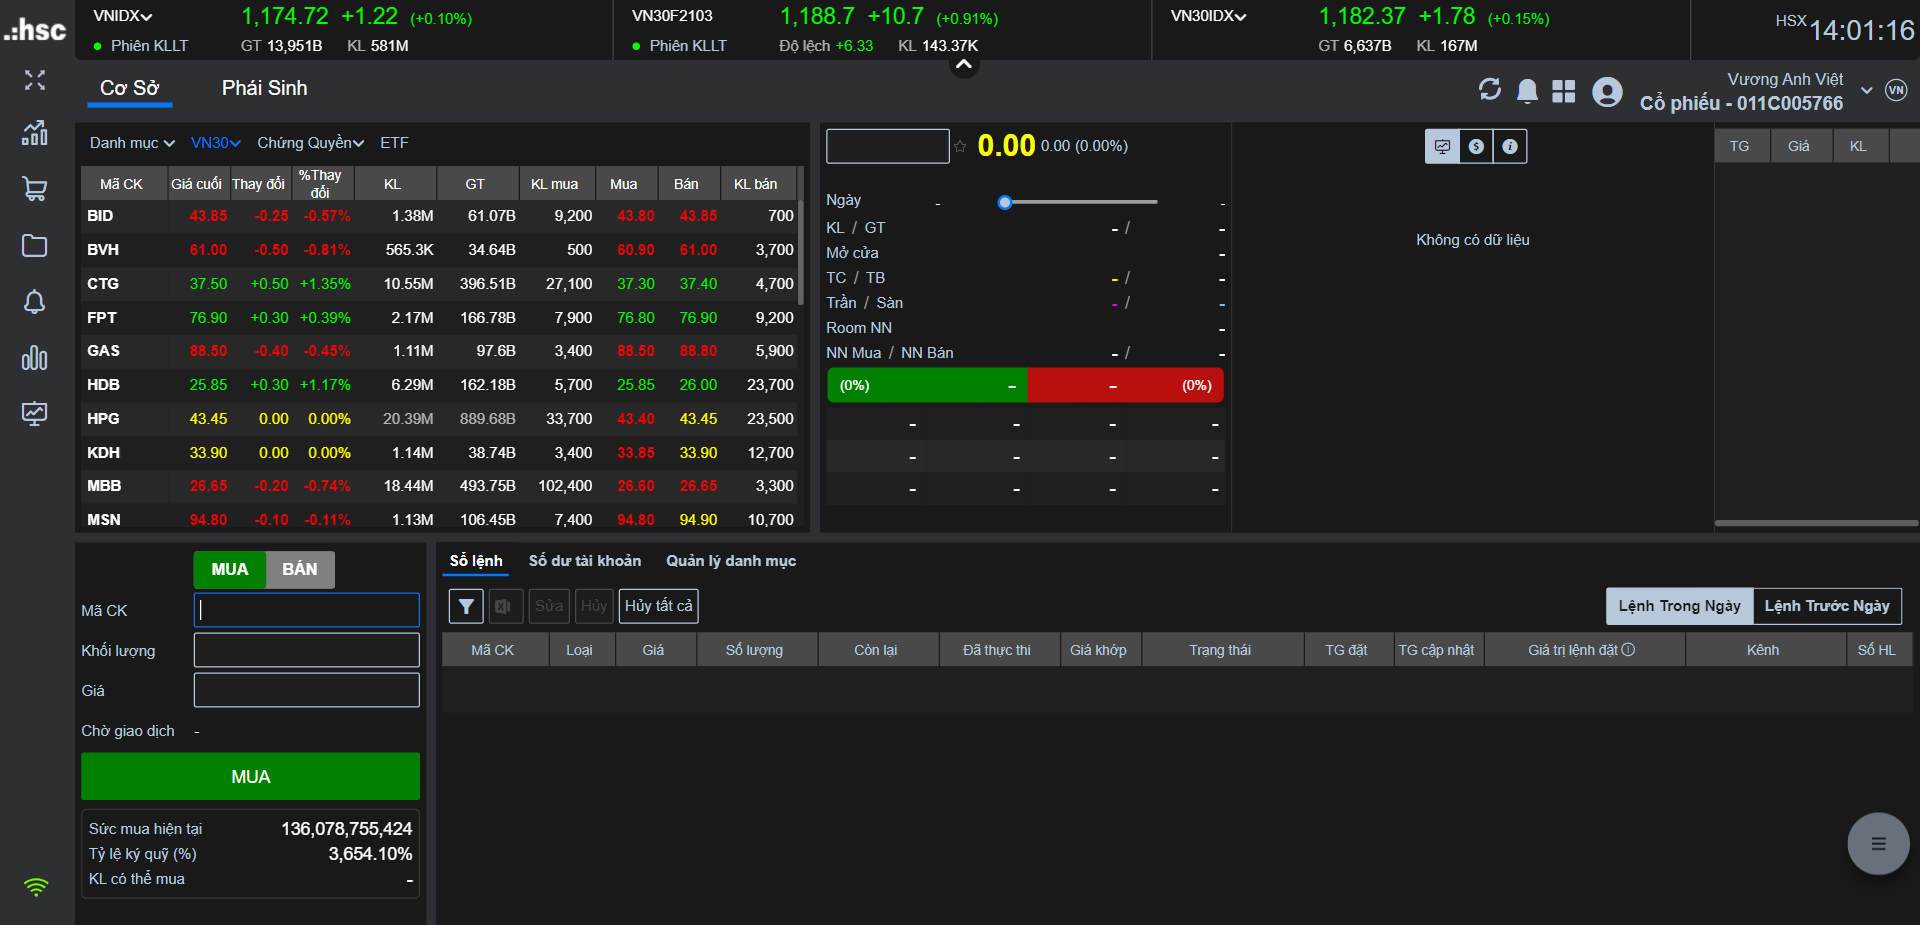 .:hsc
VNIDX 1,174.72 +1.22 (+0.10%)
Phiên KLLT GT 13,951B KL 581M
VN30F2103 1,188.7 +10.7 (+0.91%)
Phiên KLLT Độ lệch +6.33 KL 143.37K
VN30IDX 1,182.37 +1.78 (+0.15%)
GT 6,637B KL 167M
HSX 14:01:16
Cơ Sở Phái Sinh
Vương Anh Việt
Cổ phiếu - 011C005766
VN
Danh mục VN30 Chứng Quyền ETF
Mã CK Giá cuối Thay đổi %Thay đổi KL GT KL mua Mua Bán KL bán
BID 43.85 -0.25 -0.57% 1.38M 61.07B 9,200 43.80 43.85 700
BVH 61.00 -0.50 -0.81% 565.3K 34.64B 500 60.90 61.00 3,700
CTG 37.50 +0.50 +1.35% 10.55M 396.51B 27,100 37.30 37.40 4,700
FPT 76.90 +0.30 +0.39% 2.17M 166.78B 7,900 76.80 76.90 9,200
GAS 88.50 -0.40 -0.45% 1.11M 97.6B 3,400 88.50 88.80 5,900
HDB 25.85 +0.30 +1.17% 6.29M 162.18B 5,700 25.85 26.00 23,700
HPG 43.45 0.00 0.00% 20.39M 889.68B 33,700 43.40 43.45 23,500
KDH 33.90 0.00 0.00% 1.14M 38.74B 3,400 33.85 33.90 12,700
MBB 26.65 -0.20 -0.74% 18.44M 493.75B 102,400 26.60 26.65 3,300
MSN 94.80 -0.10 -0.11% 1.13M 106.45B 7,400 94.80 94.90 10,700
0.00 0.00 (0.00%)
Ngày - -
KL / GT - / -
Mở cửa -
TC / TB - / -
Trần / Sàn - / -
Room NN -
NN Mua / NN Bán - / -
(0%) - - (0%)
- - - -
- - - -
- - - -
Không có dữ liệu
TG Giá KL
MUA BÁN
Mã CK
Khối lượng
Giá
Chờ giao dịch -
MUA
Sức mua hiện tại 136,078,755,424
Tỷ lệ ký quỹ (%) 3,654.10%
KL có thể mua -
Sổ lệnh Số dư tài khoản Quản lý danh mục
Sửa Hủy Hủy tất cả
Lệnh Trong Ngày Lệnh Trước Ngày
Mã CK Loại Giá Số lượng Còn lại Đã thực thi Giá khớp Trạng thái TG đặt TG cập nhật Giá trị lệnh đặt Kênh Số HL